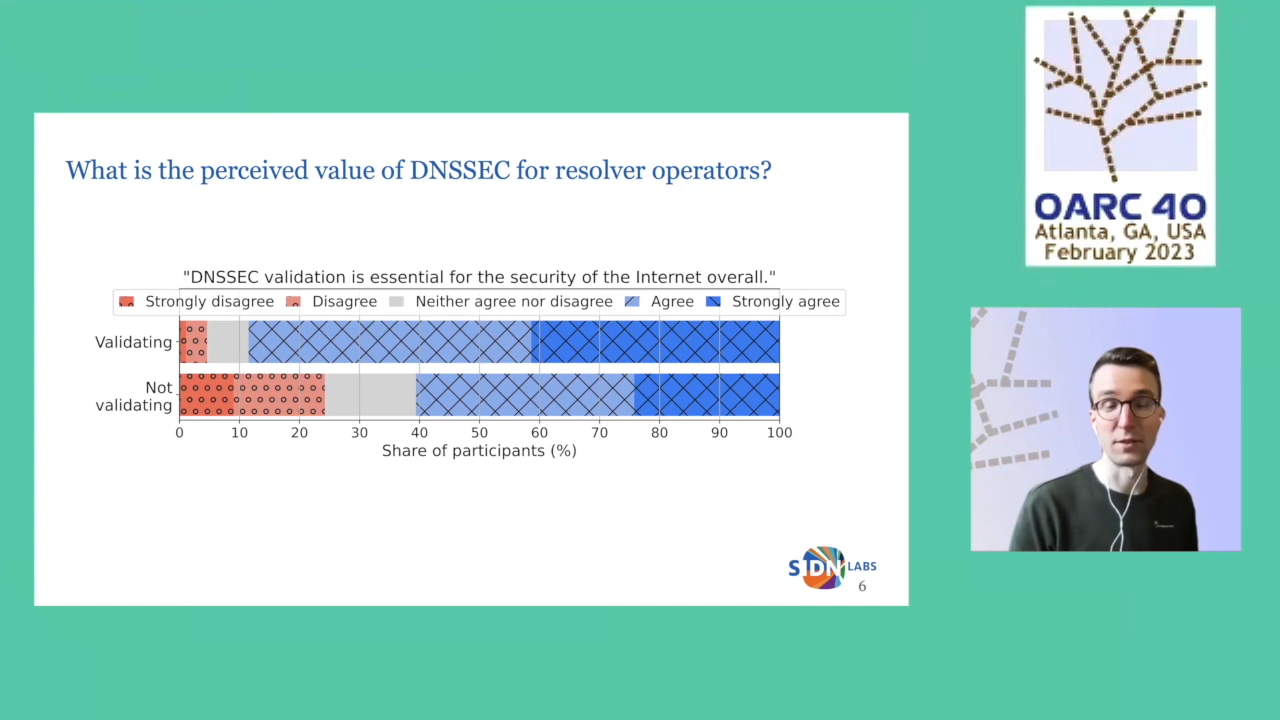 What is the perceived value of DNSSEC for resolver operators?
"DNSSEC validation is essential for the security of the Internet overall."
Strongly disagree Disagree Neither agree nor disagree Agree Strongly agree
Validating
Not
validating
0 10 20 30 40 50 60 70 80 90 100
Share of participants (%)
SIDN LABS
6
OARC 40
Atlanta, GA, USA
February 2023